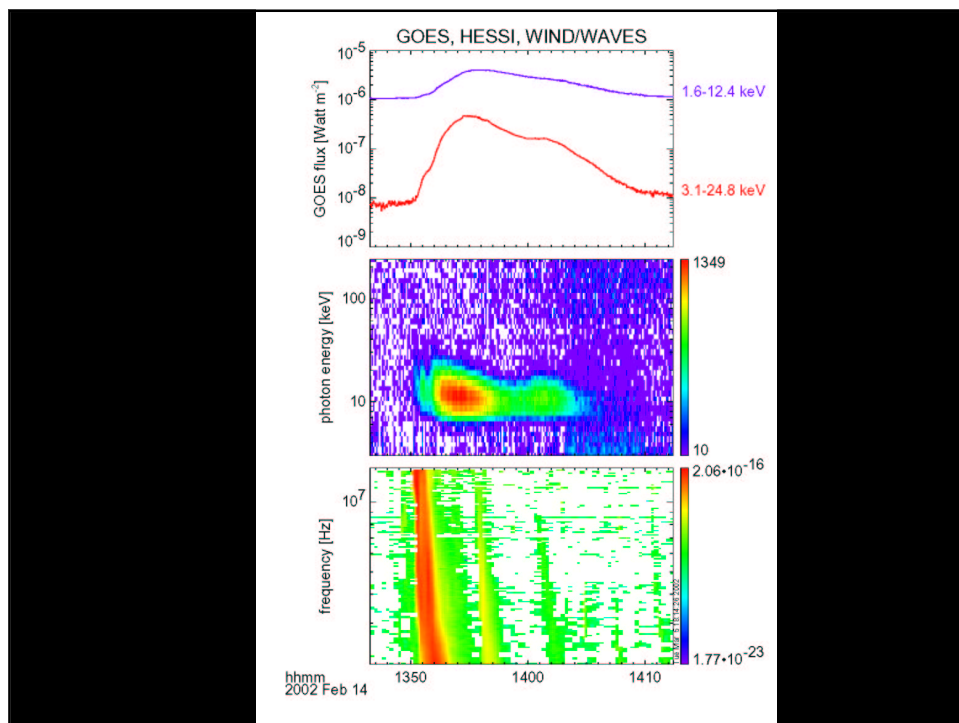 GOES, HESSI, WIND/WAVES
10^-5
10^-6
10^-7
10^-8
10^-9
GOES flux [Watt m^-2]
1.6-12.4 keV
3.1-24.8 keV
100
10
photon energy [keV]
1349
10
10^7
frequency [Hz]
2.06•10^-16
1.77•10^-23
hhmm
1350 1400 1410
2002 Feb 14